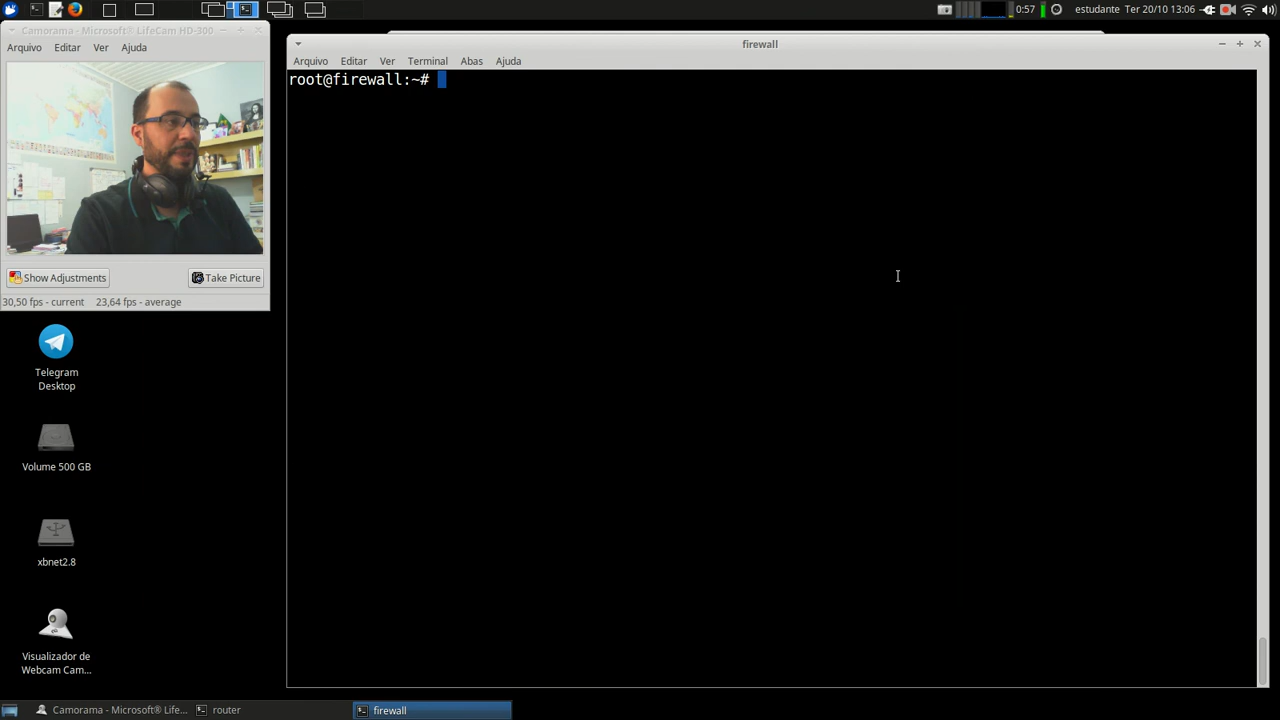 0:57 estudante Ter 20/10 13:06
Camorama - Microsoft® LifeCam HD-300
Arquivo Editar Ver Ajuda
Show Adjustments Take Picture
30,50 fps - current 23,64 fps - average
firewall
Arquivo Editar Ver Terminal Abas Ajuda
root@firewall:~#
Telegram
Desktop
Volume 500 GB
xbnet2.8
Visualizador de
Webcam Cam...
Camorama - Microsoft® Life... router firewall